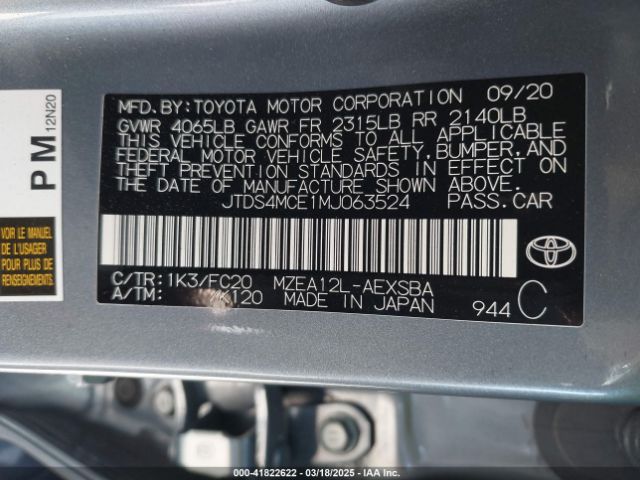 MFD. BY: TOYOTA MOTOR CORPORATION 09/20
GVWR 4065LB GAWR FR 2315LB RR 2140LB
THIS VEHICLE CONFORMS TO ALL APPLICABLE
FEDERAL MOTOR VEHICLE SAFETY, BUMPER, AND
THEFT PREVENTION STANDARDS IN EFFECT ON
THE DATE OF MANUFACTURE SHOWN ABOVE.
JTDS4MCE1MJ063524 PASS. CAR
C/TR: 1K3/FC20 MZEA12L-AEXSBA
A/TM: /K120 MADE IN JAPAN 944 C
TOYOTA
PM
12N20
VOIR LE MANUEL
DE L'USAGER
POUR PLUS DE
RENSEIGNEMENTS
000-41822622 — 03/18/2025 — IAA Inc.